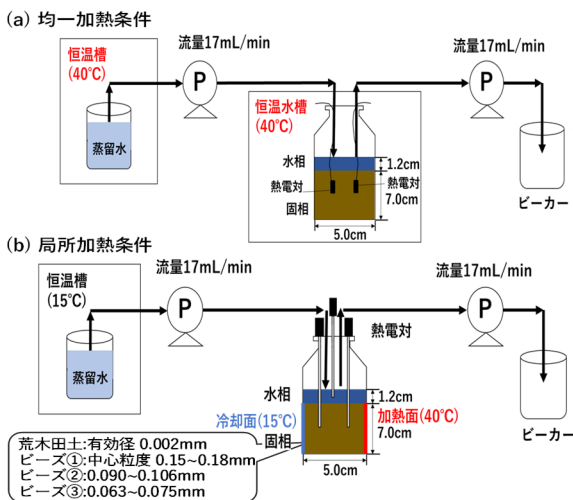 (a) 均一加熱条件
流量17mL/min
流量17mL/min
恒温槽
(40℃)
P
P
恒温水槽
(40℃)
蒸留水
水相
1.2cm
熱電対
熱電対
7.0cm
固相
5.0cm
ビーカー
(b) 局所加熱条件
恒温槽
(15℃)
流量17mL/min
流量17mL/min
P
P
熱電対
蒸留水
水相
1.2cm
冷却面(15℃)
加熱面(40℃)
7.0cm
固相
5.0cm
ビーカー
荒木田土:有効径 0.002mm
ビーズ①:中心粒度 0.15~0.18mm
ビーズ②:0.090~0.106mm
ビーズ③:0.063~0.075mm